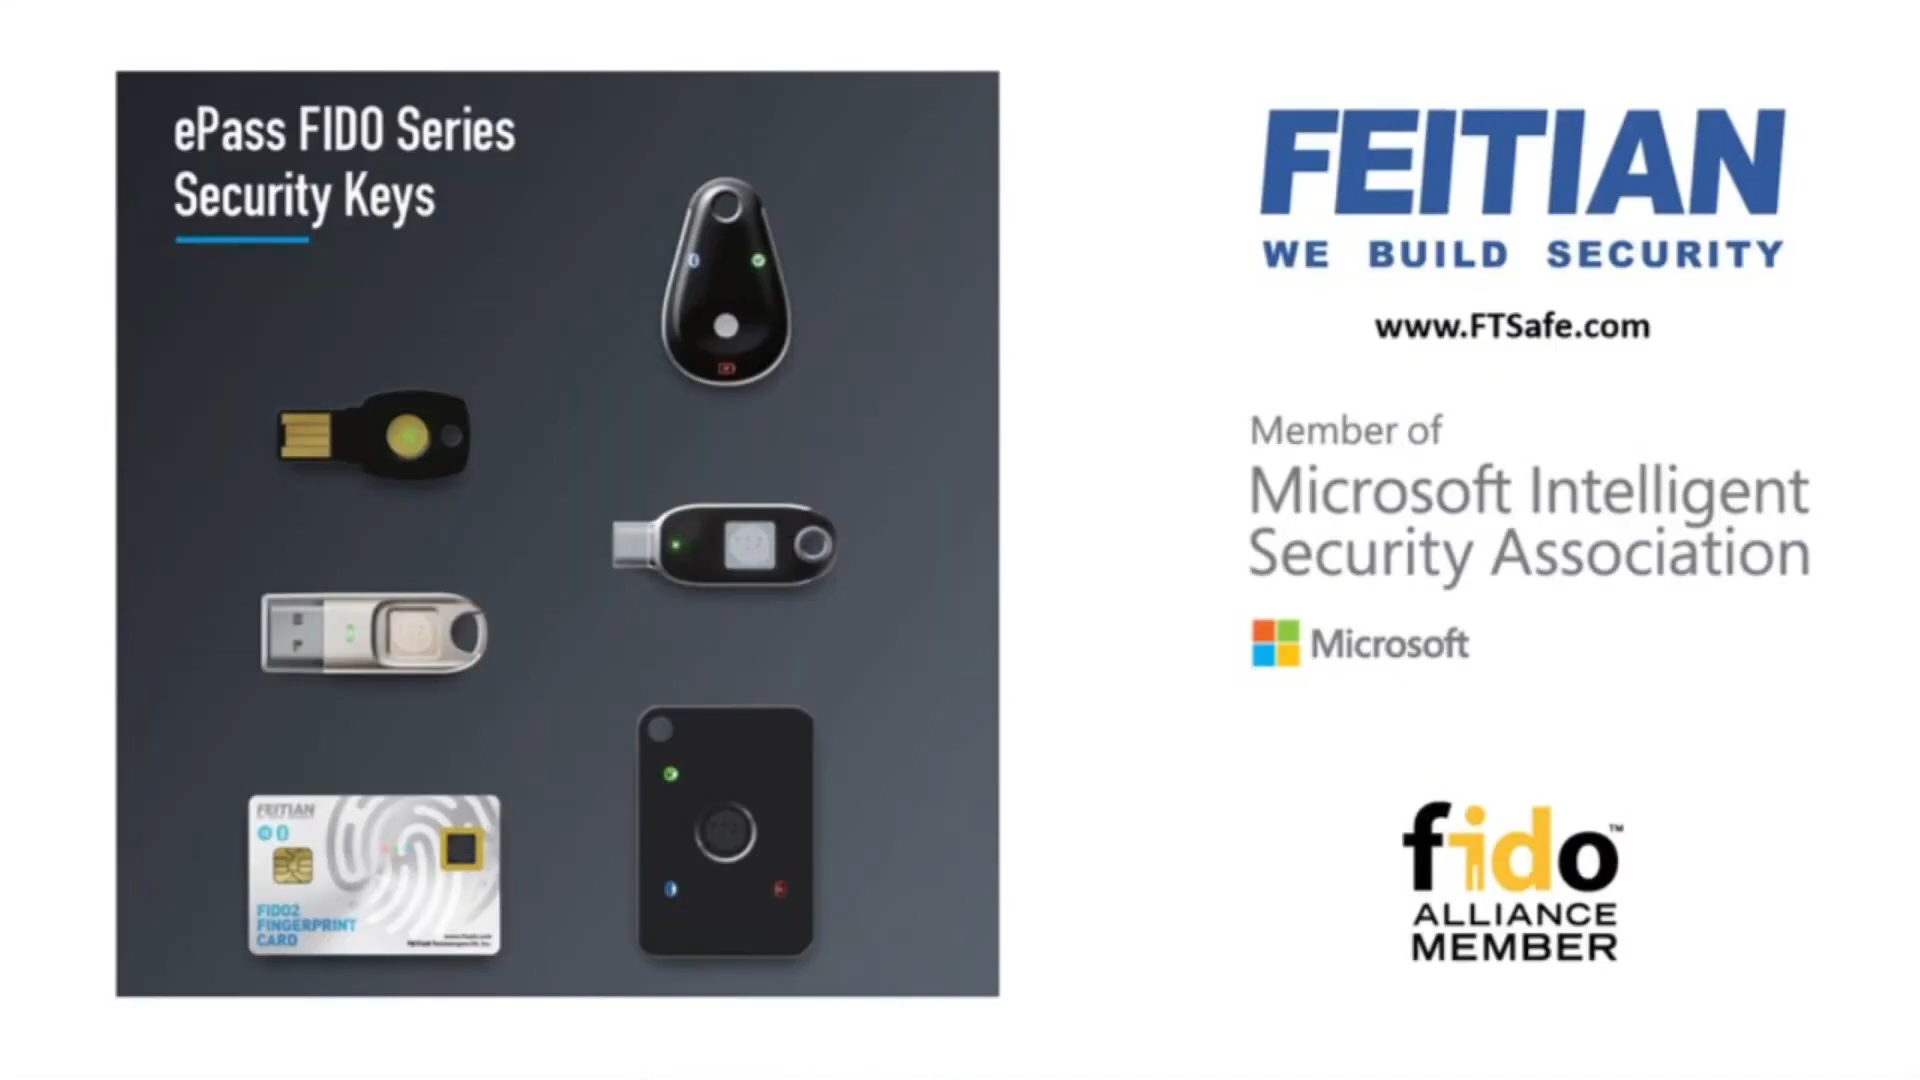 ePass FIDO Series
Security Keys
FEITIAN
FIDO2
FINGERPRINT
CARD
FEITIAN
WE BUILD SECURITY
www.FTSafe.com
Member of
Microsoft Intelligent
Security Association
Microsoft
fido™
ALLIANCE
MEMBER